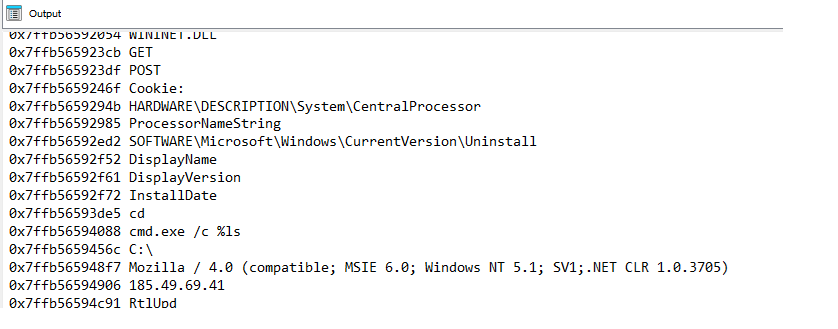 Output
0x7ffb56592054 WININET.DLL
0x7ffb565923cb GET
0x7ffb565923df POST
0x7ffb5659246f Cookie:
0x7ffb5659294b HARDWARE\DESCRIPTION\System\CentralProcessor
0x7ffb56592985 ProcessorNameString
0x7ffb56592ed2 SOFTWARE\Microsoft\Windows\CurrentVersion\Uninstall
0x7ffb56592f52 DisplayName
0x7ffb56592f61 DisplayVersion
0x7ffb56592f72 InstallDate
0x7ffb56593de5 cd
0x7ffb56594088 cmd.exe /c %ls
0x7ffb5659456c C:\
0x7ffb565948f7 Mozilla / 4.0 (compatible; MSIE 6.0; Windows NT 5.1; SV1;.NET CLR 1.0.3705)
0x7ffb56594906 185.49.69.41
0x7ffb56594c91 RtlUpd